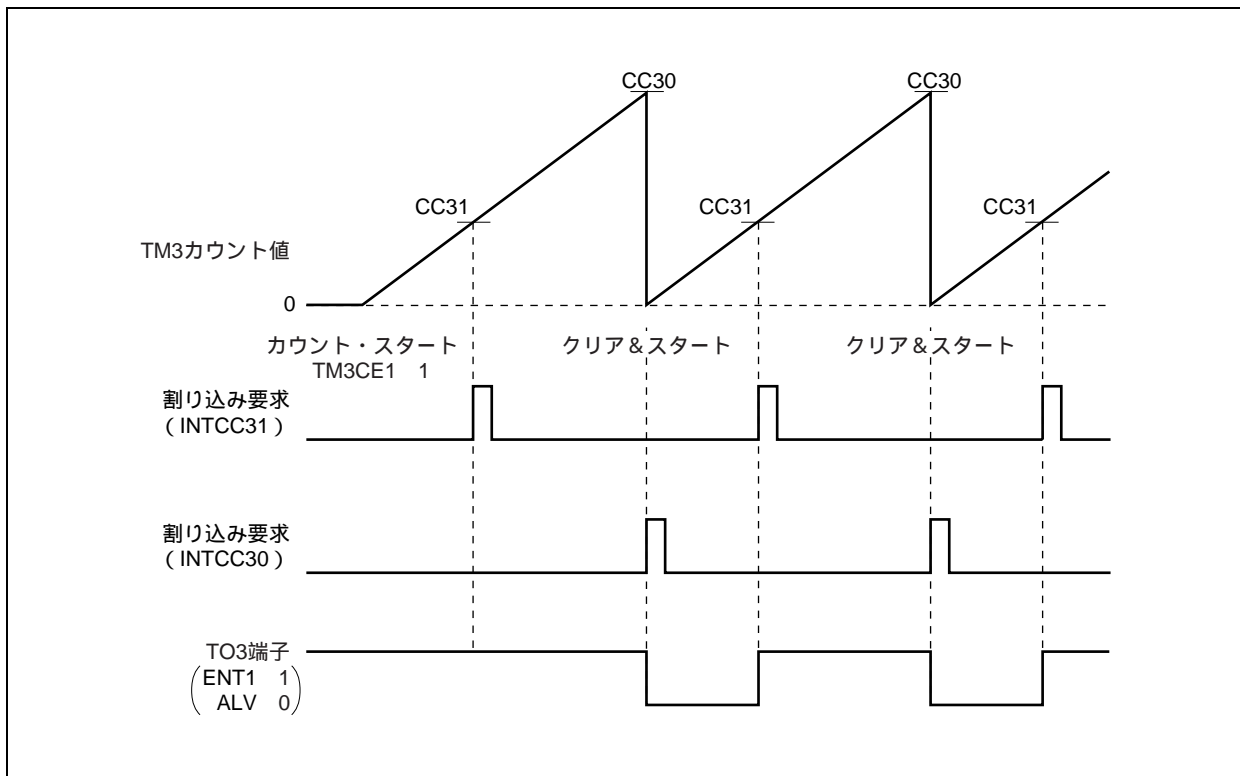 CC30 CC30
CC31 CC31 CC31
TM3カウント値
0
カウント・スタート クリア&スタート クリア&スタート
TM3CE1 1
割り込み要求
(INTCC31)
割り込み要求
(INTCC30)
TO3端子
ENT1 1
ALV 0